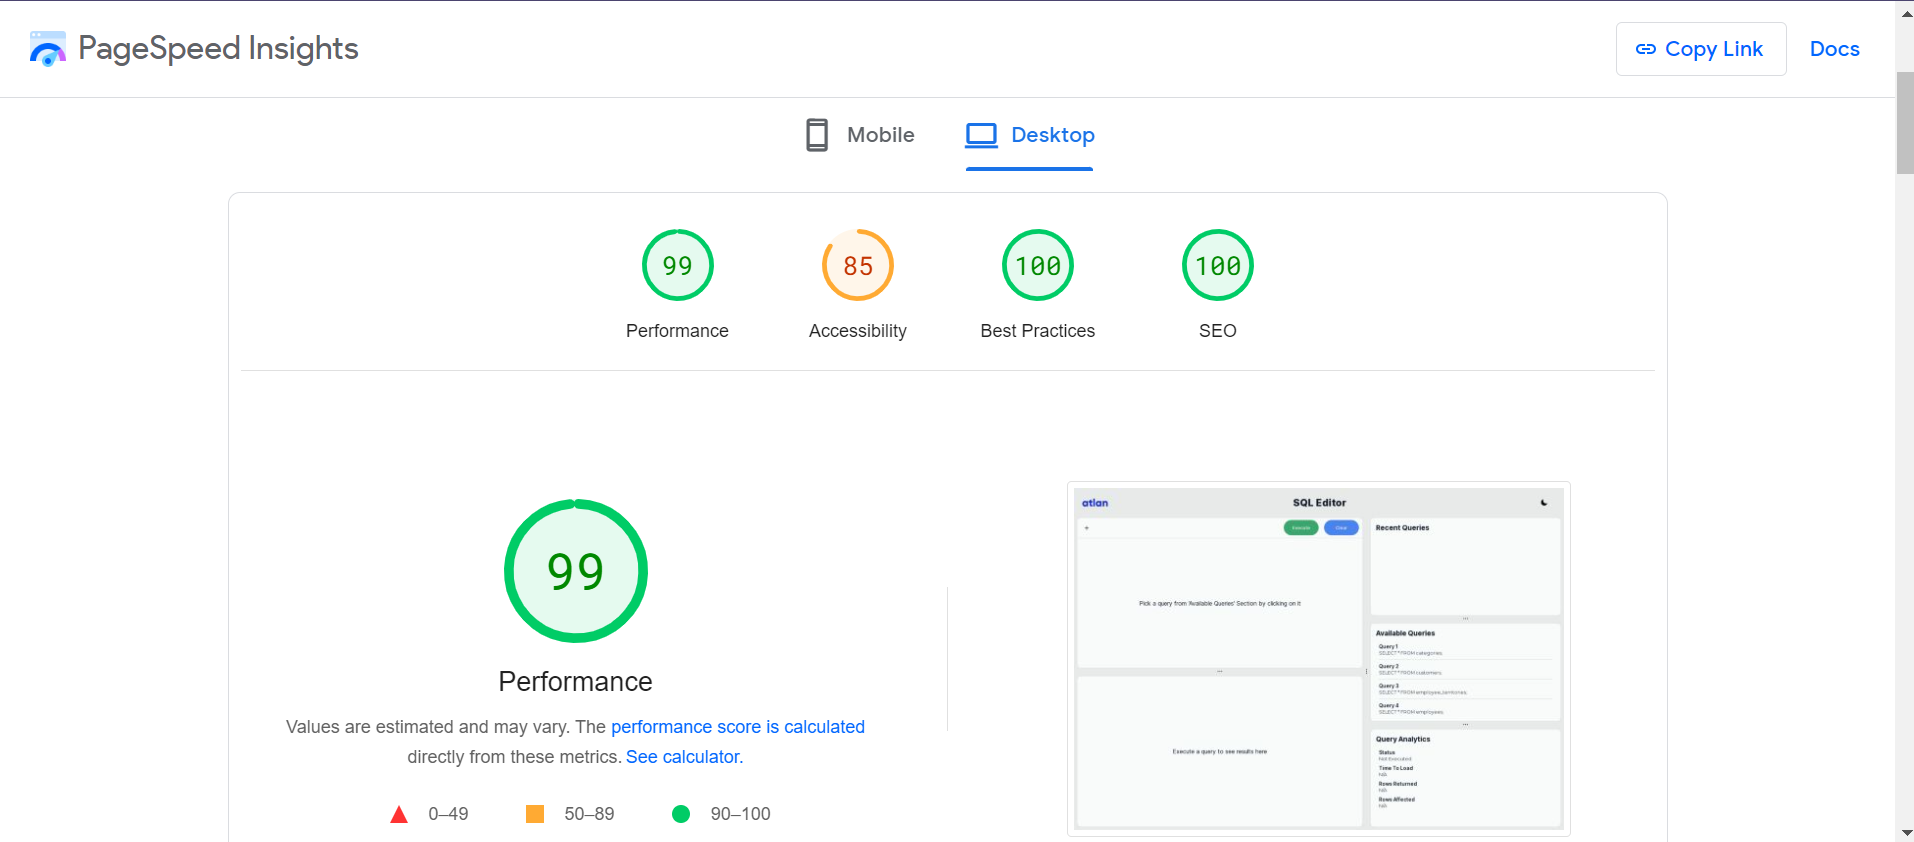 PageSpeed Insights
Copy Link
Docs
Mobile
Desktop
99
85
100
100
Performance
Accessibility
Best Practices
SEO
99
Performance
Values are estimated and may vary. The performance score is calculated
directly from these metrics. See calculator.
0–49
50–89
90–100
atlan
SQL Editor
+
Execute
Clear
Pick a query from 'Available Queries' Section by clicking on it
Execute a query to see results here
Recent Queries
Available Queries
Query 1
SELECT * FROM categories;
Query 2
SELECT * FROM customers;
Query 3
SELECT * FROM employee_territories;
Query 4
SELECT * FROM employees;
Query Analytics
Status
Not Executed
Time To Load
N/A
Rows Returned
N/A
Rows Affected
N/A